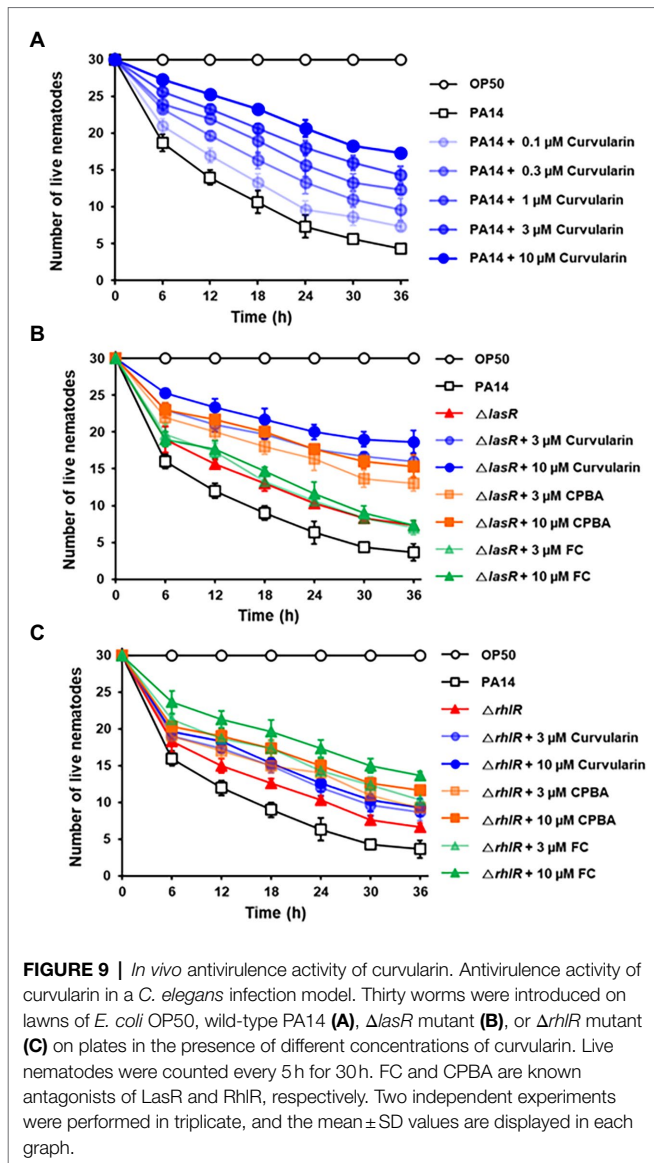 A
30
25
20
15
10
5
0
Number of live nematodes
0 6 12 18 24 30 36
Time (h)
OP50
PA14
PA14 + 0.1 µM Curvularin
PA14 + 0.3 µM Curvularin
PA14 + 1 µM Curvularin
PA14 + 3 µM Curvularin
PA14 + 10 µM Curvularin
B
30
25
20
15
10
5
0
Number of live nematodes
0 6 12 18 24 30 36
Time (h)
OP50
PA14
△lasR
△lasR + 3 µM Curvularin
△lasR + 10 µM Curvularin
△lasR + 3 µM CPBA
△lasR + 10 µM CPBA
△lasR + 3 µM FC
△lasR + 10 µM FC
C
30
25
20
15
10
5
0
Number of live nematodes
0 6 12 18 24 30 36
Time (h)
OP50
PA14
△rhlR
△rhlR + 3 µM Curvularin
△rhlR + 10 µM Curvularin
△rhlR + 3 µM CPBA
△rhlR + 10 µM CPBA
△rhlR + 3 µM FC
△rhlR + 10 µM FC
FIGURE 9 | In vivo antivirulence activity of curvularin. Antivirulence activity of
curvularin in a C. elegans infection model. Thirty worms were introduced on
lawns of E. coli OP50, wild-type PA14 (A), ΔlasR mutant (B), or ΔrhlR mutant
(C) on plates in the presence of different concentrations of curvularin. Live
nematodes were counted every 5 h for 30 h. FC and CPBA are known
antagonists of LasR and RhlR, respectively. Two independent experiments
were performed in triplicate, and the mean ± SD values are displayed in each
graph.